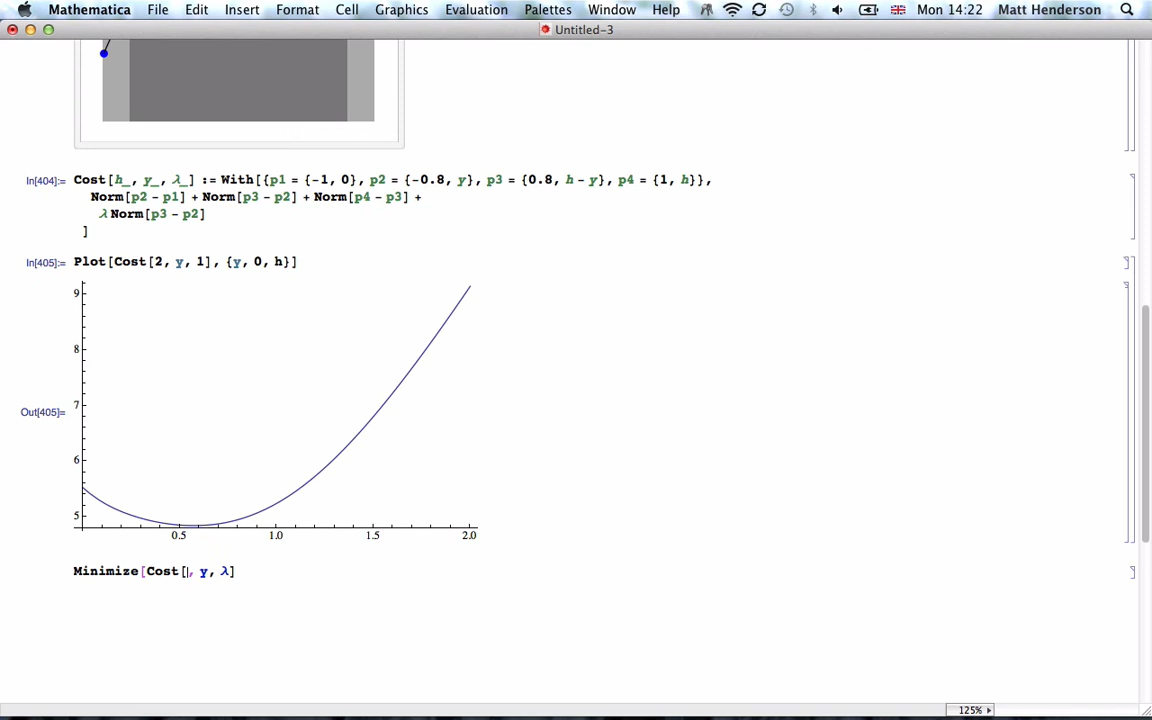 Mathematica File Edit Insert Format Cell Graphics Evaluation Palettes Window Help Mon 14:22 Matt Henderson
Untitled-3
In[404]:= Cost[h_, y_, λ_] := With[{p1 = {-1, 0}, p2 = {-0.8, y}, p3 = {0.8, h - y}, p4 = {1, h}},
Norm[p2 - p1] + Norm[p3 - p2] + Norm[p4 - p3] +
λ Norm[p3 - p2]
]
In[405]:= Plot[Cost[2, y, 1], {y, 0, h}]
9
8
7
Out[405]=
6
5
0.5 1.0 1.5 2.0
Minimize[Cost[, y, λ]
125%